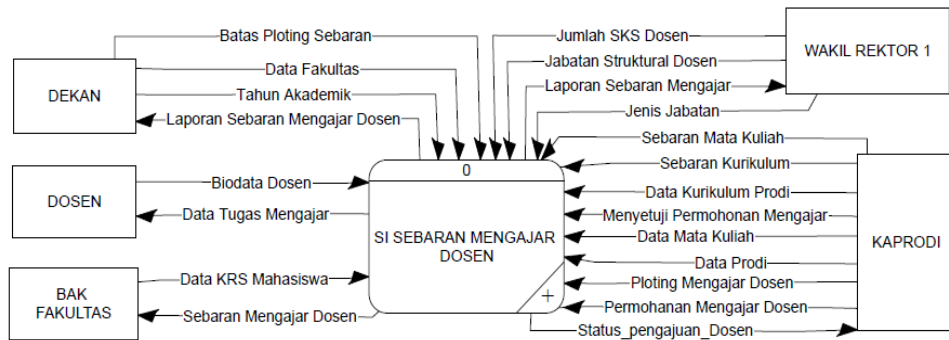 Batas Ploting Sebaran
Jumlah SKS Dosen
WAKIL REKTOR 1
Jabatan Struktural Dosen
DEKAN
Data Fakultas
Laporan Sebaran Mengajar
Tahun Akademik
Jenis Jabatan
Laporan Sebaran Mengajar Dosen
Sebaran Mata Kuliah
0
Sebaran Kurikulum
DOSEN
Biodata Dosen
Data Kurikulum Prodi
Data Tugas Mengajar
Menyetuji Permohonan Mengajar
KAPRODI
SI SEBARAN MENGAJAR
DOSEN
Data Mata Kuliah
Data Prodi
BAK
FAKULTAS
Data KRS Mahasiswa
Ploting Mengajar Dosen
+
Sebaran Mengajar Dosen
Permohanan Mengajar Dosen
Status_pengajuan_Dosen